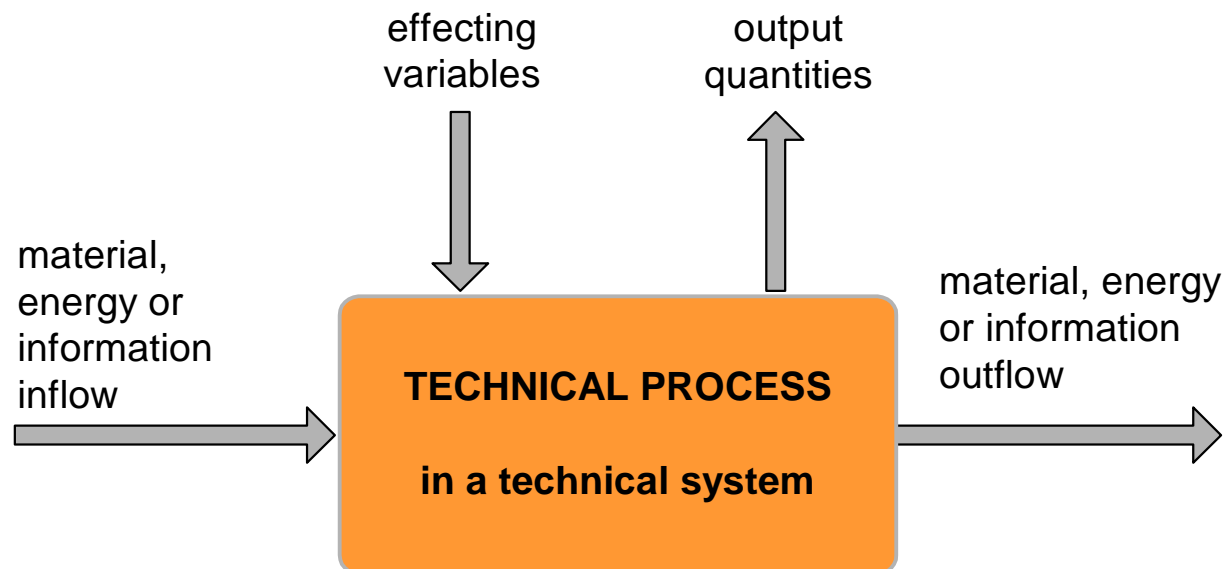 effecting
variables
output
quantities
material,
energy or
information
inflow
TECHNICAL PROCESS
in a technical system
material, energy
or information
outflow